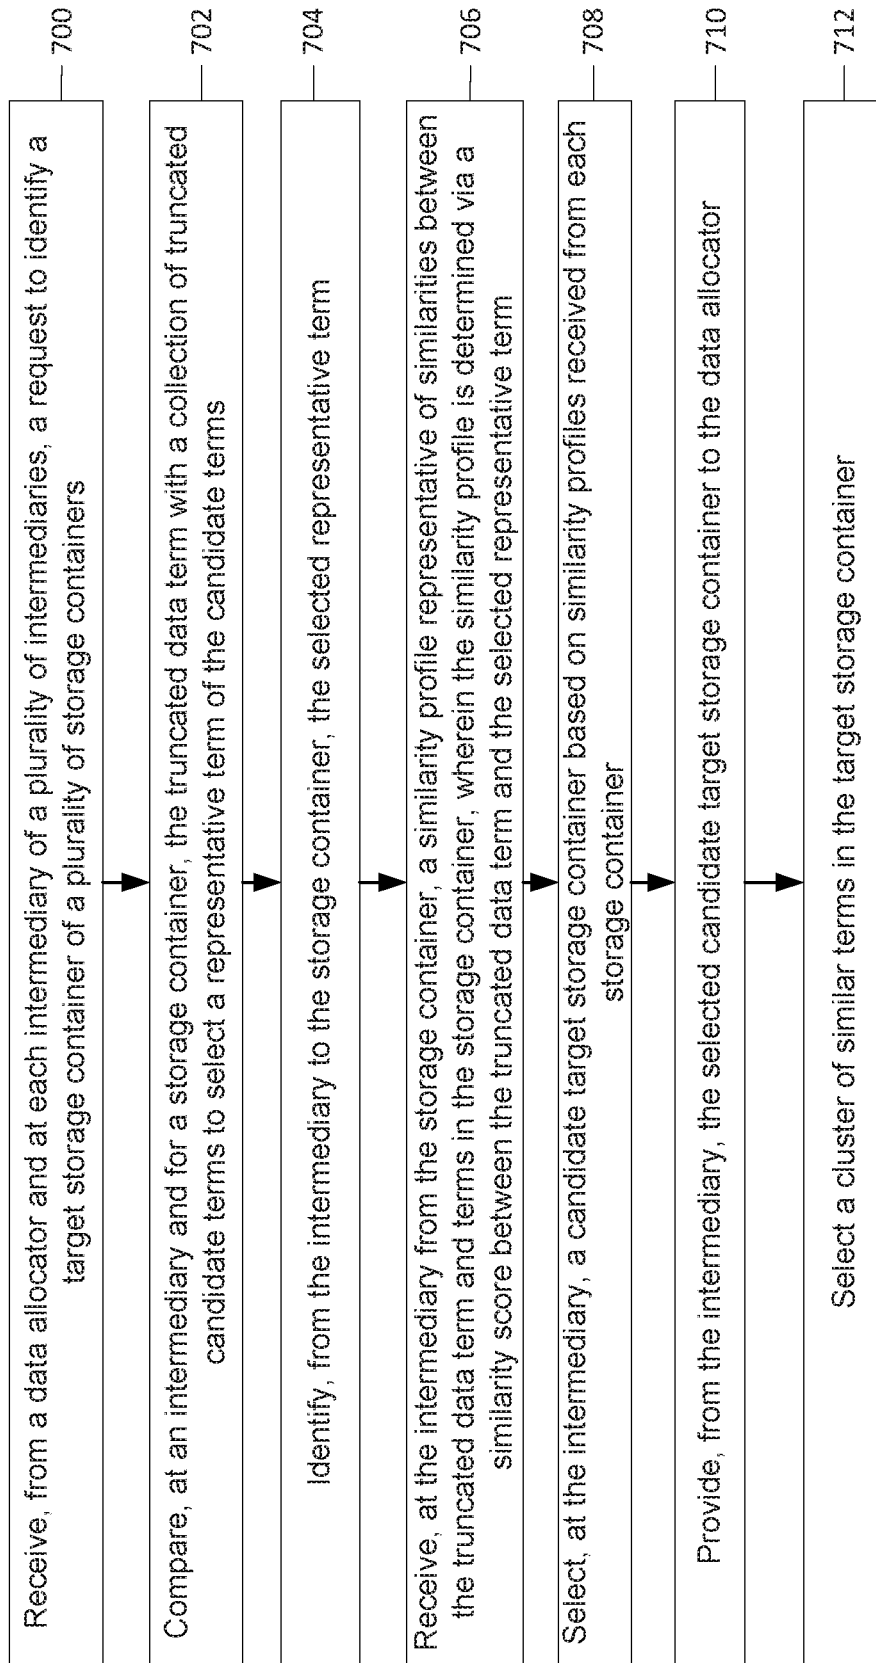 Receive, from a data allocator and at each intermediary of a plurality of intermediaries, a request to identify a
target storage container of a plurality of storage containers
700
Compare, at an intermediary and for a storage container, the truncated data term with a collection of truncated
candidate terms to select a representative term of the candidate terms
702
Identify, from the intermediary to the storage container, the selected representative term
704
Receive, at the intermediary from the storage container, a similarity profile representative of similarities between
the truncated data term and terms in the storage container, wherein the similarity profile is determined via a
similarity score between the truncated data term and the selected representative term
706
Select, at the intermediary, a candidate target storage container based on similarity profiles received from each
storage container
708
Provide, from the intermediary, the selected candidate target storage container to the data allocator
710
Select a cluster of similar terms in the target storage container
712